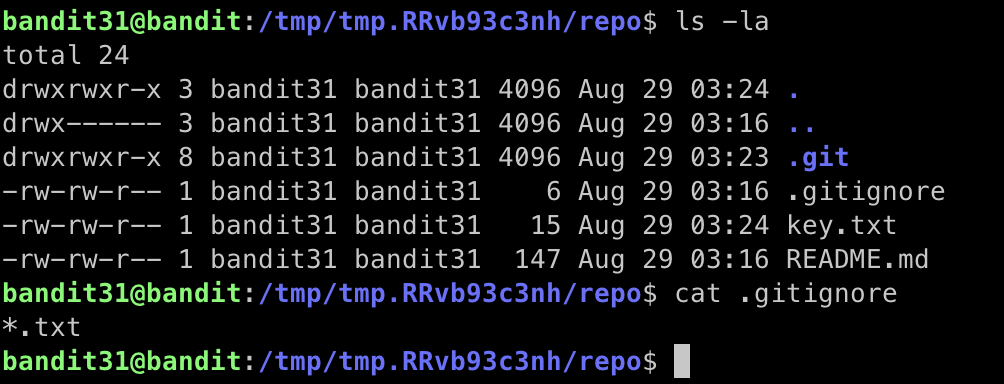 bandit31@bandit:/tmp/tmp.RRvb93c3nh/repo$ ls -la
total 24
drwxrwxr-x 3 bandit31 bandit31 4096 Aug 29 03:24 .
drwx------ 3 bandit31 bandit31 4096 Aug 29 03:16 ..
drwxrwxr-x 8 bandit31 bandit31 4096 Aug 29 03:23 .git
-rw-rw-r-- 1 bandit31 bandit31    6 Aug 29 03:16 .gitignore
-rw-rw-r-- 1 bandit31 bandit31   15 Aug 29 03:24 key.txt
-rw-rw-r-- 1 bandit31 bandit31  147 Aug 29 03:16 README.md
bandit31@bandit:/tmp/tmp.RRvb93c3nh/repo$ cat .gitignore
*.txt
bandit31@bandit:/tmp/tmp.RRvb93c3nh/repo$